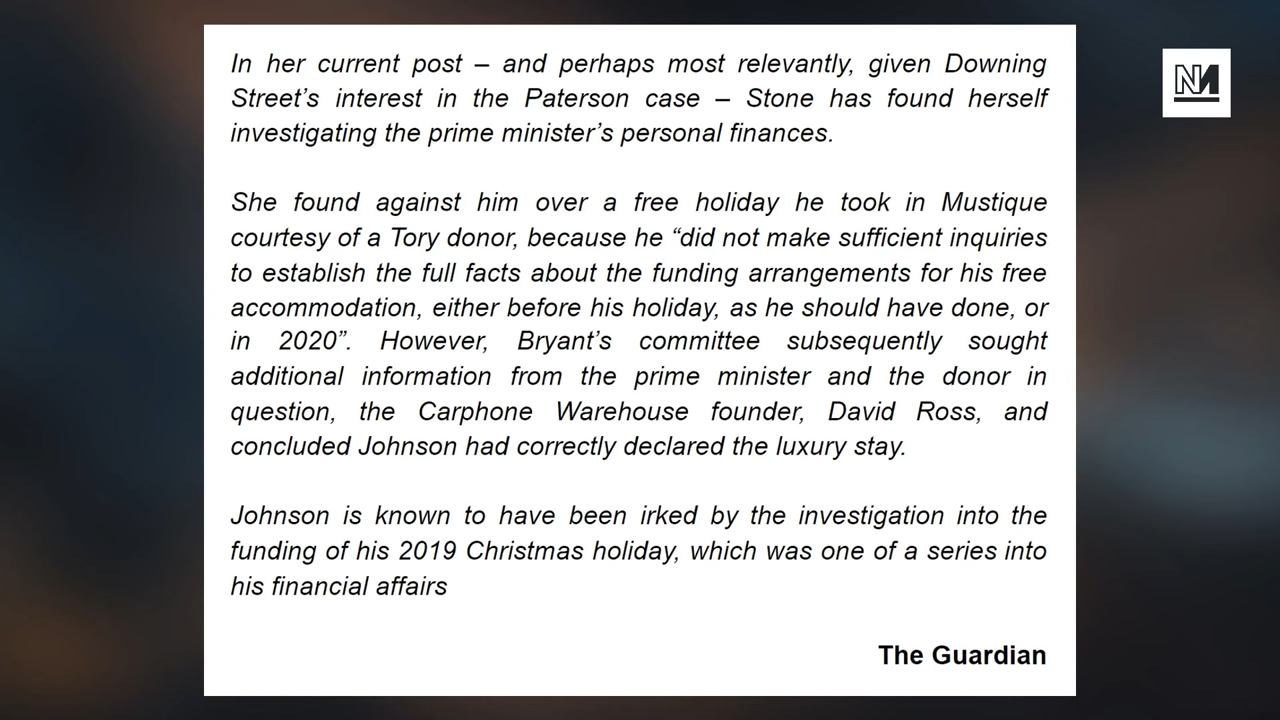 In her current post – and perhaps most relevantly, given Downing
Street’s interest in the Paterson case – Stone has found herself
investigating the prime minister’s personal finances.
She found against him over a free holiday he took in Mustique
courtesy of a Tory donor, because he “did not make sufficient inquiries
to establish the full facts about the funding arrangements for his free
accommodation, either before his holiday, as he should have done, or
in 2020”. However, Bryant’s committee subsequently sought
additional information from the prime minister and the donor in
question, the Carphone Warehouse founder, David Ross, and
concluded Johnson had correctly declared the luxury stay.
Johnson is known to have been irked by the investigation into the
funding of his 2019 Christmas holiday, which was one of a series into
his financial affairs
The Guardian
NM